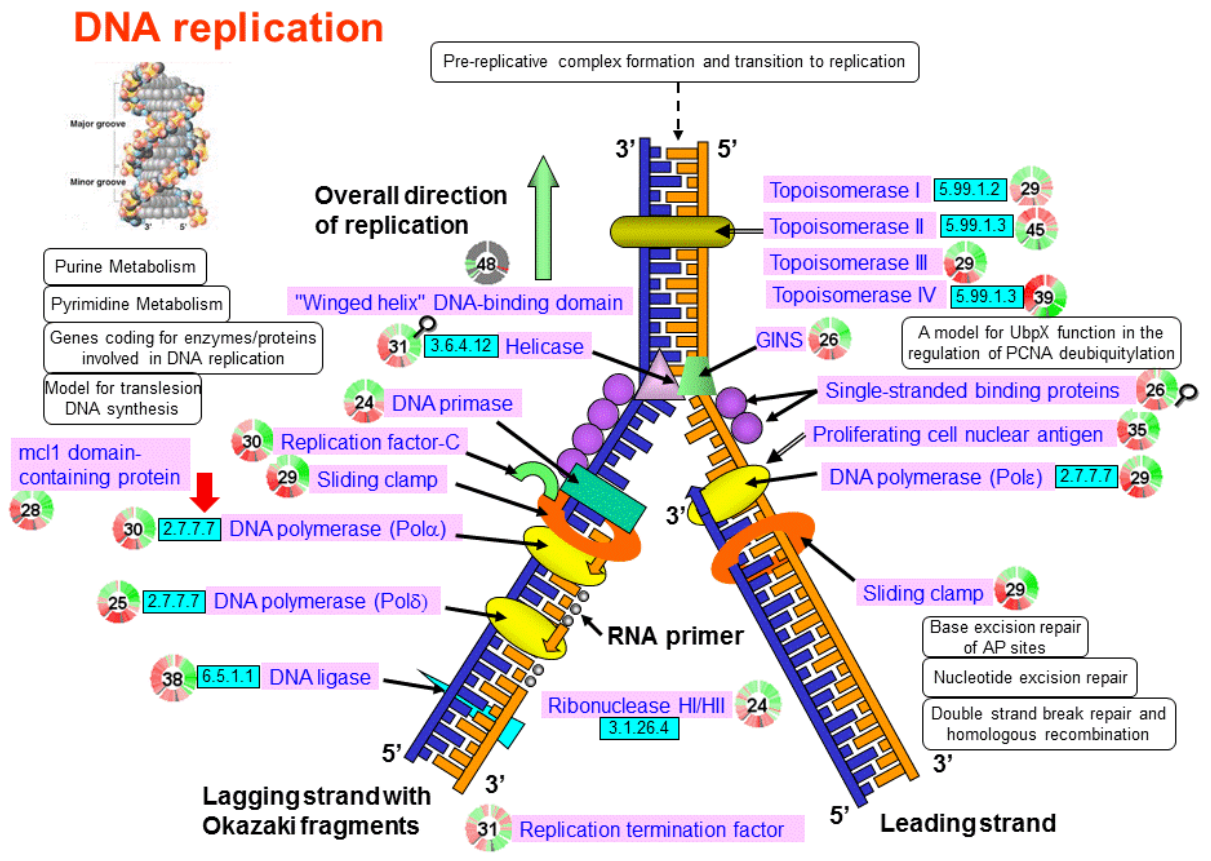 DNA replication
Pre-replicative complex formation and transition to replication
Major groove
Minor groove
3' 5'
3' 5'
Overall direction
of replication
48
"Winged helix" DNA-binding domain
31 3.6.4.12 Helicase
Topoisomerase I 5.99.1.2 29
Topoisomerase II 5.99.1.3 45
Topoisomerase III 29
Topoisomerase IV 5.99.1.3 39
Purine Metabolism
Pyrimidine Metabolism
Genes coding for enzymes/proteins
involved in DNA replication
Model for translesion
DNA synthesis
GINS 26
A model for UbpX function in the
regulation of PCNA deubiquitylation
24 DNA primase
Single-stranded binding proteins 26
30 Replication factor-C
Proliferating cell nuclear antigen 35
mcl1 domain-
containing protein
28
29 Sliding clamp
DNA polymerase (Polε) 2.7.7.7 29
3'
30 2.7.7.7 DNA polymerase (Polα)
25 2.7.7.7 DNA polymerase (Polδ)
Sliding clamp 29
RNA primer
Base excision repair
of AP sites
38 6.5.1.1 DNA ligase
Nucleotide excision repair
Ribonuclease HI/HII 24
3.1.26.4
Double strand break repair and
homologous recombination
5' 3'
3' 5'
Lagging strand with
Okazaki fragments
31 Replication termination factor
Leading strand